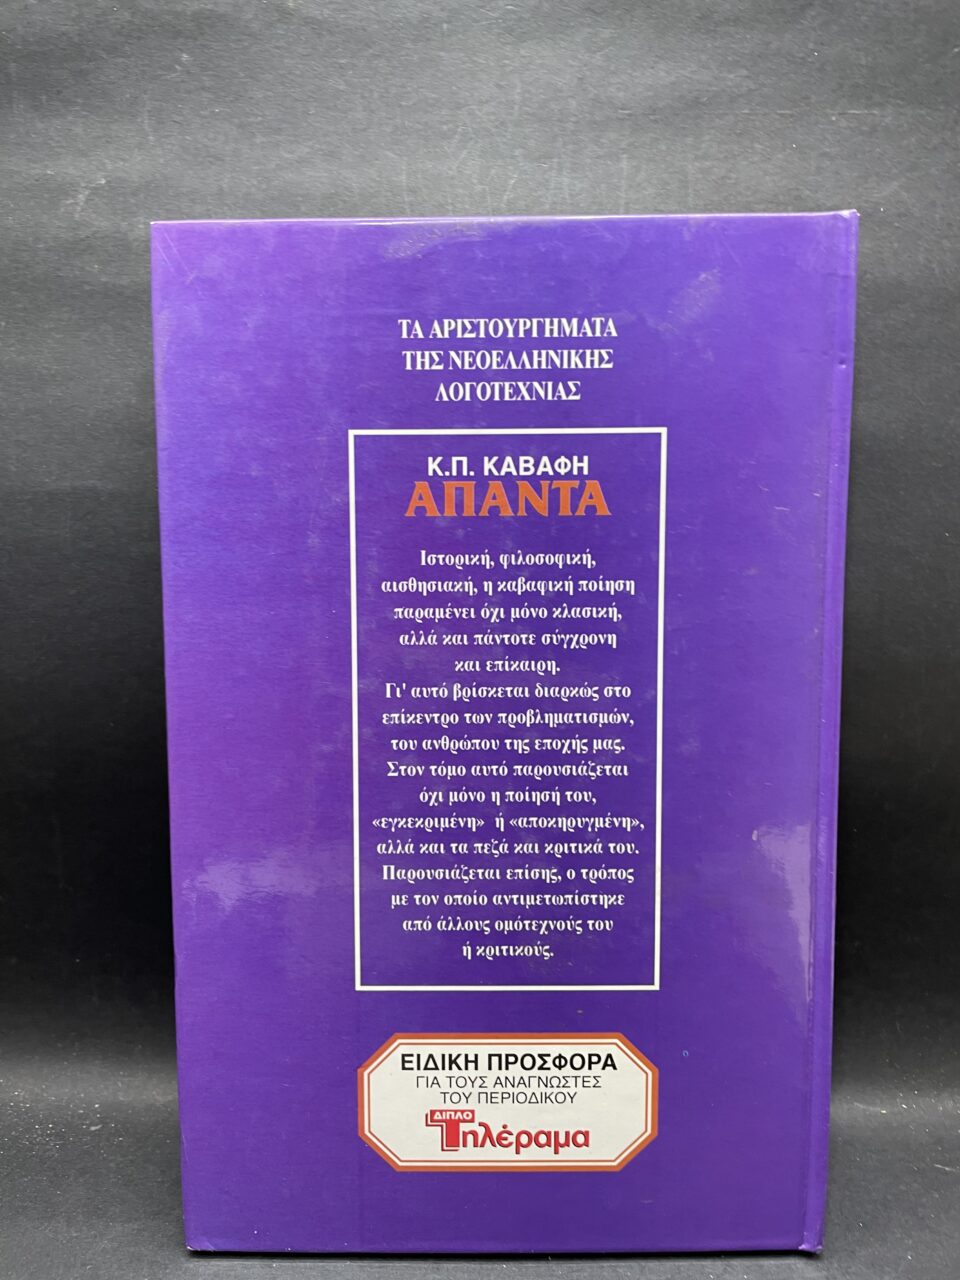 ΤΑ ΑΡΙΣΤΟΥΡΓΗΜΑΤΑ
ΤΗΣ ΝΕΟΕΛΛΗΝΙΚΗΣ
ΛΟΓΟΤΕΧΝΙΑΣ
Κ.Π. ΚΑΒΑΦΗ
ΑΠΑΝΤΑ
Ιστορική, φιλοσοφική,
αισθησιακή, η καβαφική ποίηση
παραμένει όχι μόνο κλασική,
αλλά και πάντοτε σύγχρονη
και επίκαιρη.
Γι' αυτό βρίσκεται διαρκώς στο
επίκεντρο των προβληματισμών,
του ανθρώπου της εποχής μας.
Στον τόμο αυτό παρουσιάζεται
όχι μόνο η ποίησή του,
«εγκεκριμένη» ή «αποκηρυγμένη»,
αλλά και τα πεζά και κριτικά του.
Παρουσιάζεται επίσης, ο τρόπος
με τον οποίο αντιμετωπίστηκε
από άλλους ομότεχνούς του
ή κριτικούς.
ΕΙΔΙΚΗ ΠΡΟΣΦΟΡΑ
ΓΙΑ ΤΟΥΣ ΑΝΑΓΝΩΣΤΕΣ
ΤΟΥ ΠΕΡΙΟΔΙΚΟΥ
ΔΙΠΛΟ
Τηλέραμα